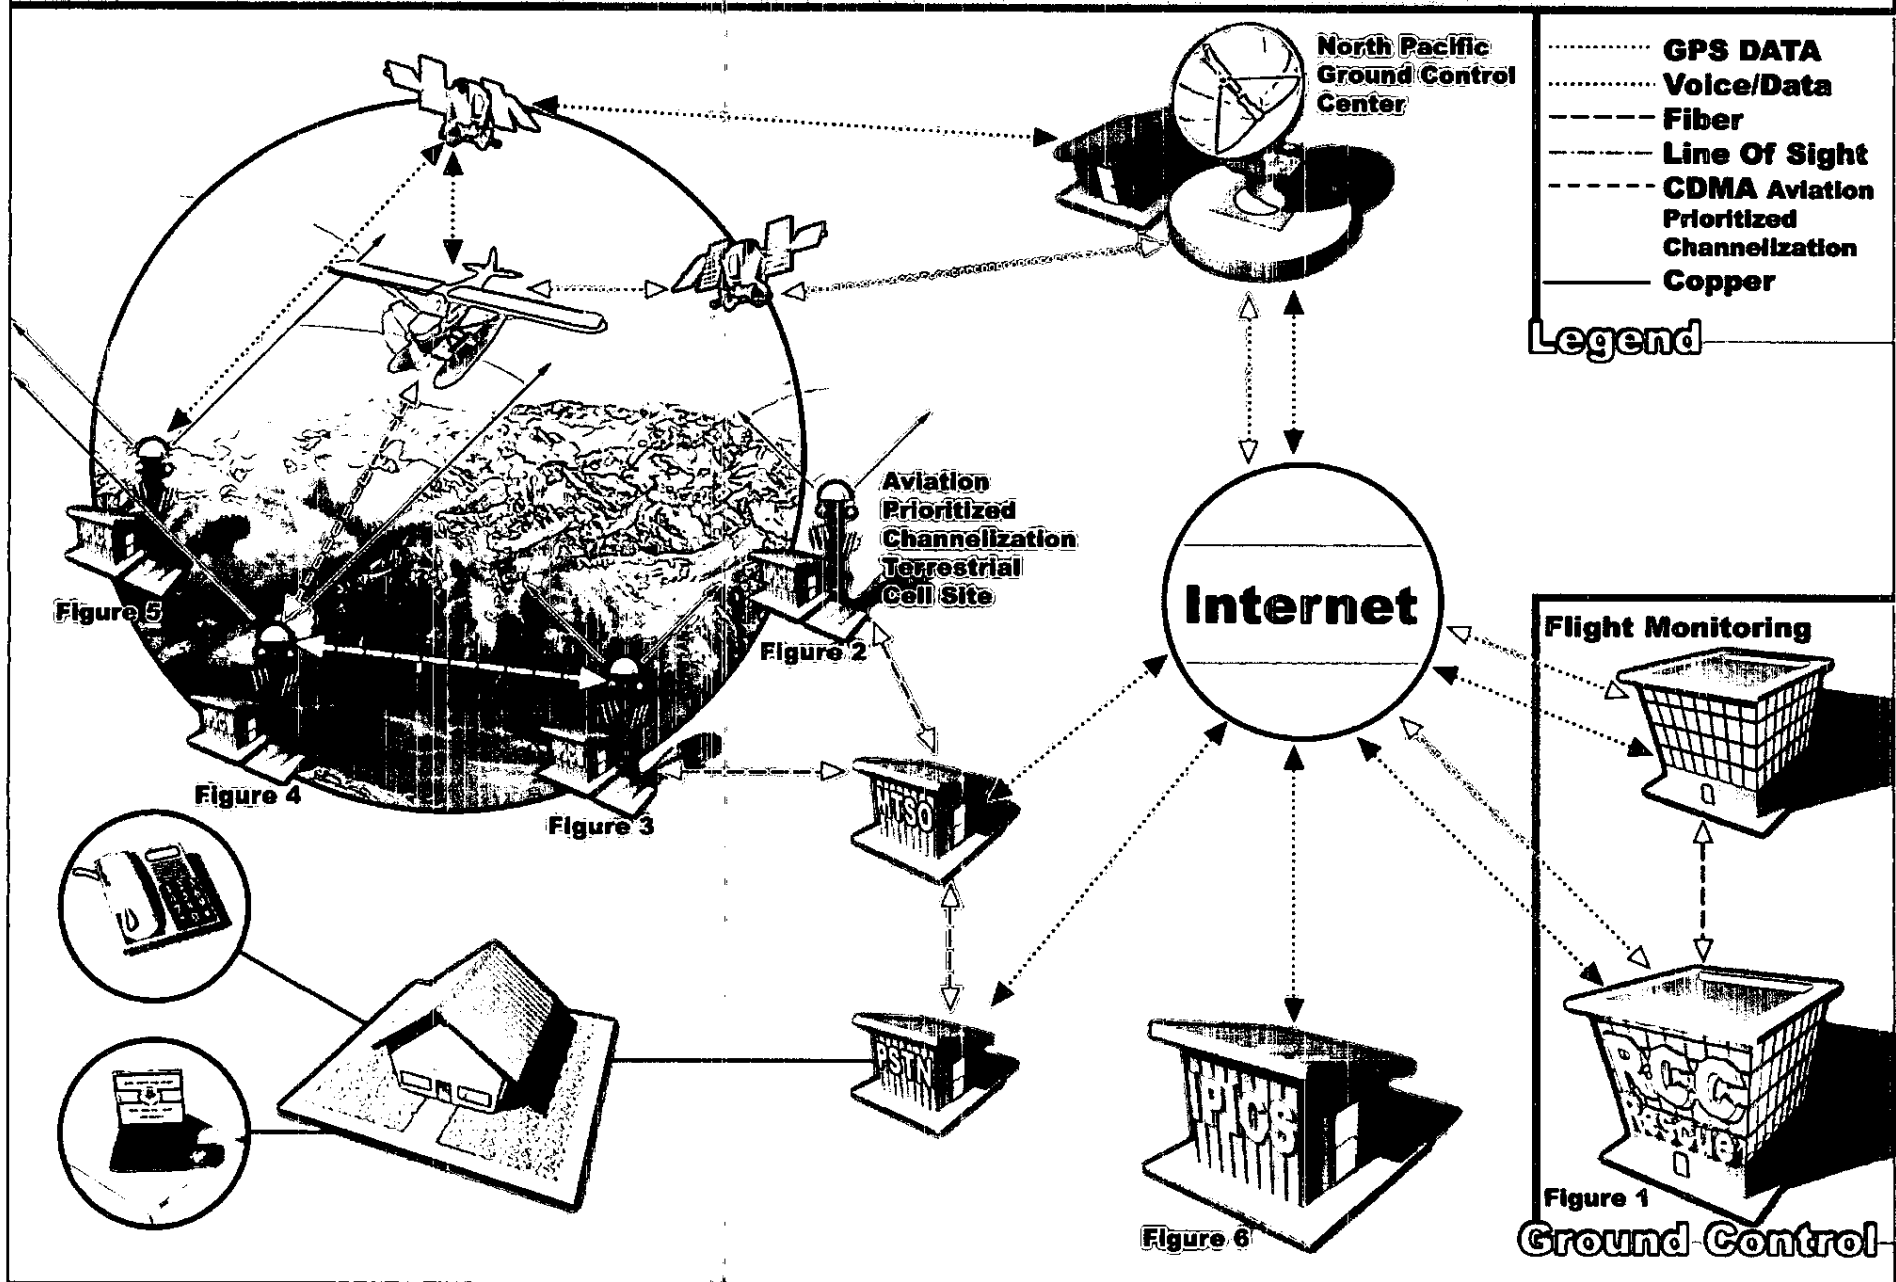 North Pacific
Ground Control
Center
GPS DATA
Voice/Data
Fiber
Line Of Sight
CDMA Aviation
Prioritized
Channelization
Copper
Legend
Aviation
Prioritized
Channelization
Terrestrial
Cell Site
Figure 5
Figure 2
Figure 4
Figure 3
Internet
Flight Monitoring
MTSO
PSTN
IPICS
RCC
Rescue
Figure 1
Figure 6
Ground Control